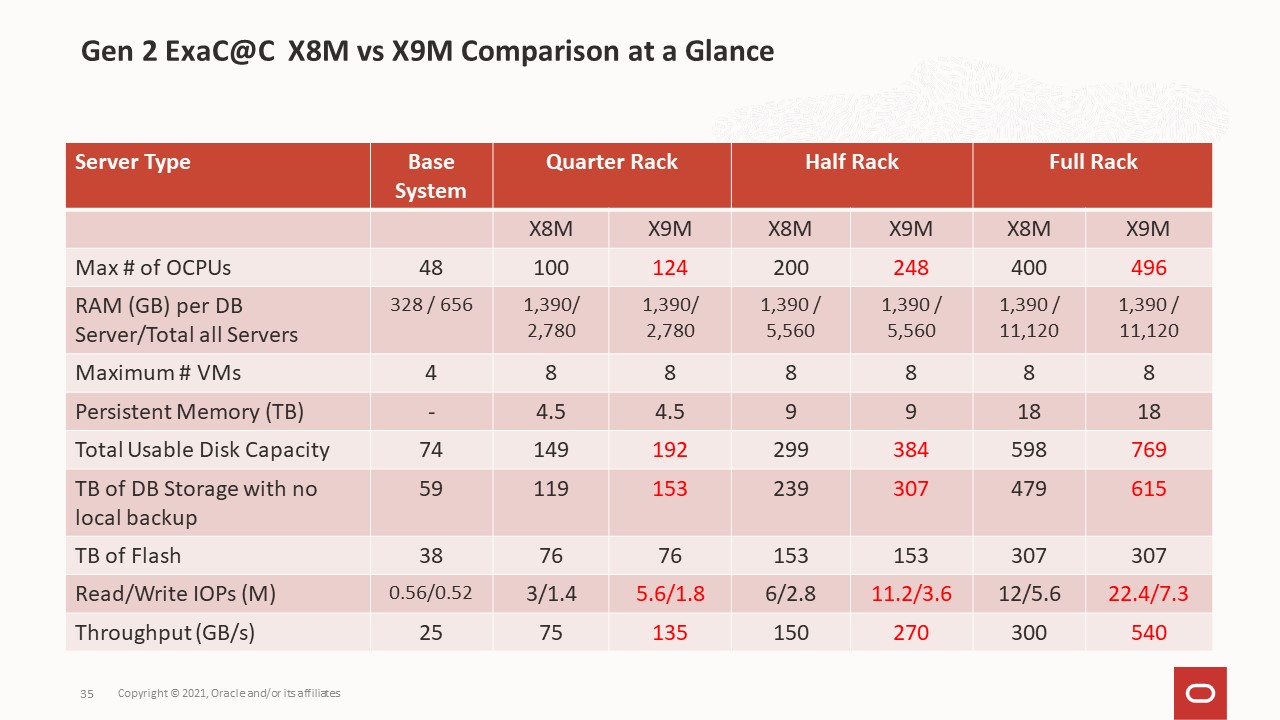 Gen 2 ExaC@C X8M vs X9M Comparison at a Glance
Server Type Base System Quarter Rack Half Rack Full Rack
X8M X9M X8M X9M X8M X9M
Max # of OCPUs 48 100 124 200 248 400 496
RAM (GB) per DB Server/Total all Servers 328 / 656 1,390/ 2,780 1,390/ 2,780 1,390 / 5,560 1,390 / 5,560 1,390 / 11,120 1,390 / 11,120
Maximum # VMs 4 8 8 8 8 8 8
Persistent Memory (TB) - 4.5 4.5 9 9 18 18
Total Usable Disk Capacity 74 149 192 299 384 598 769
TB of DB Storage with no local backup 59 119 153 239 307 479 615
TB of Flash 38 76 76 153 153 307 307
Read/Write IOPs (M) 0.56/0.52 3/1.4 5.6/1.8 6/2.8 11.2/3.6 12/5.6 22.4/7.3
Throughput (GB/s) 25 75 135 150 270 300 540
35 Copyright © 2021, Oracle and/or its affiliates